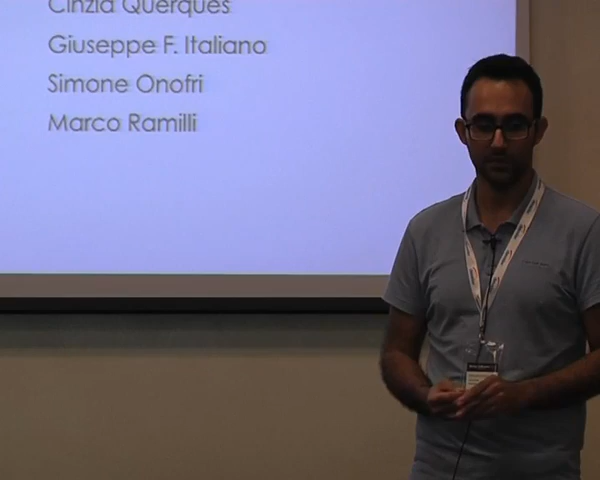 Cinzia Querques
Giuseppe F. Italiano
Simone Onofri
Marco Ramilli